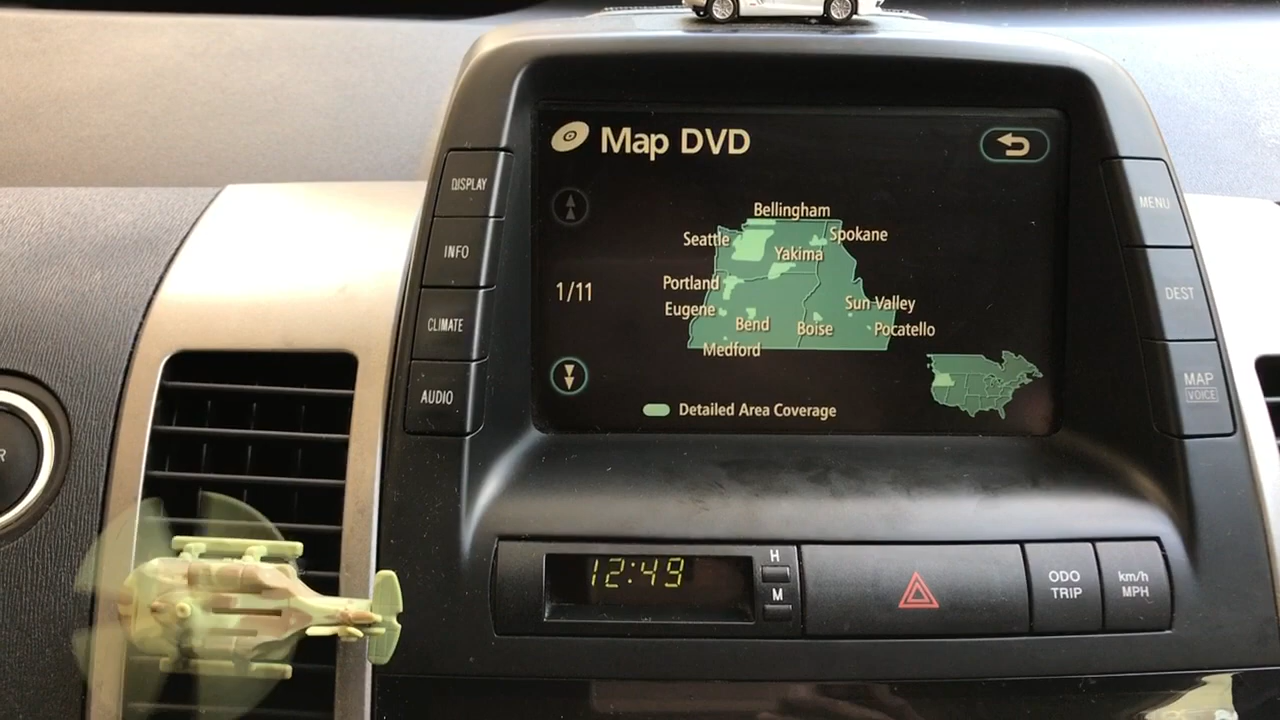 Map DVD
DISPLAY
INFO
CLIMATE
AUDIO
1/11
Bellingham
Seattle
Spokane
Yakima
Portland
Eugene
Sun Valley
Bend
Boise
Pocatello
Medford
Detailed Area Coverage
MENU
DEST
MAP
VOICE
R
12:49
H
M
ODO
TRIP
km/h
MPH